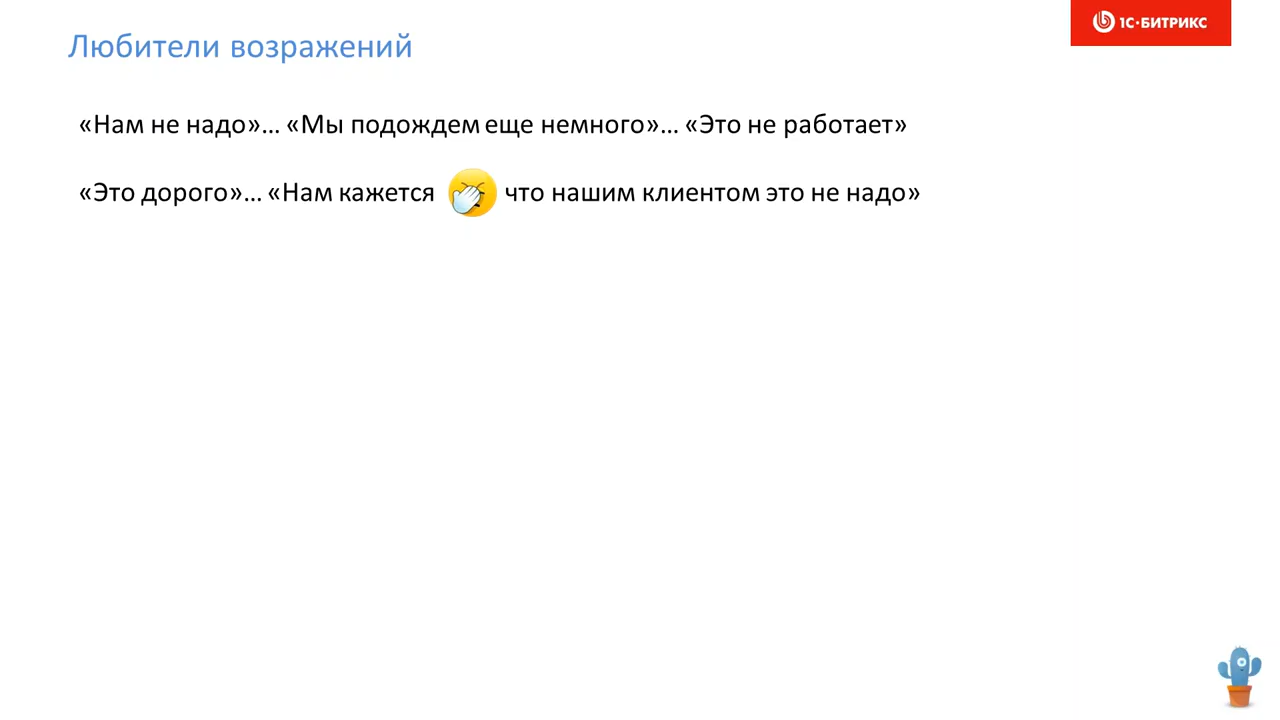 Любители возражений
1С·БИТРИКС
«Нам не надо»... «Мы подождем еще немного»... «Это не работает»
«Это дорого»... «Нам кажется что нашим клиентом это не надо»